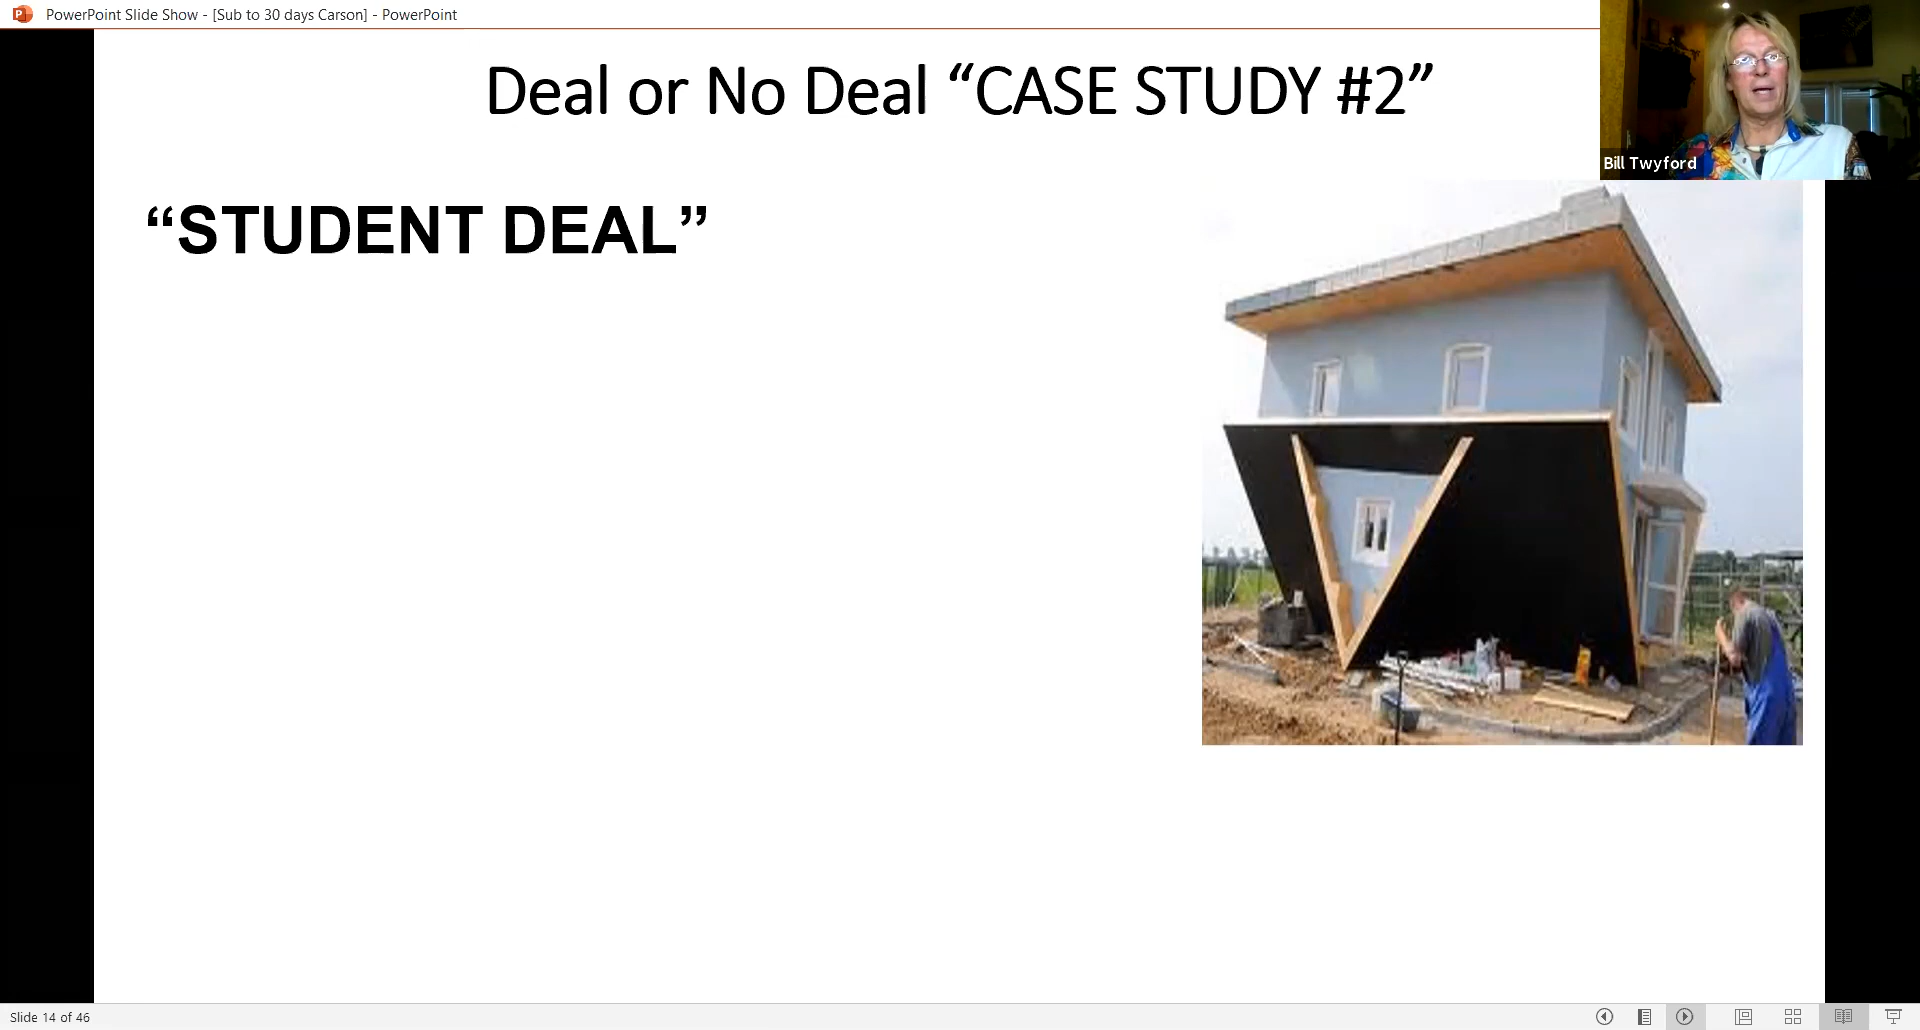 PowerPoint Slide Show - [Sub to 30 days Carson] - PowerPoint
Deal or No Deal “CASE STUDY #2”
Bill Twyford
“STUDENT DEAL”
Slide 14 of 46